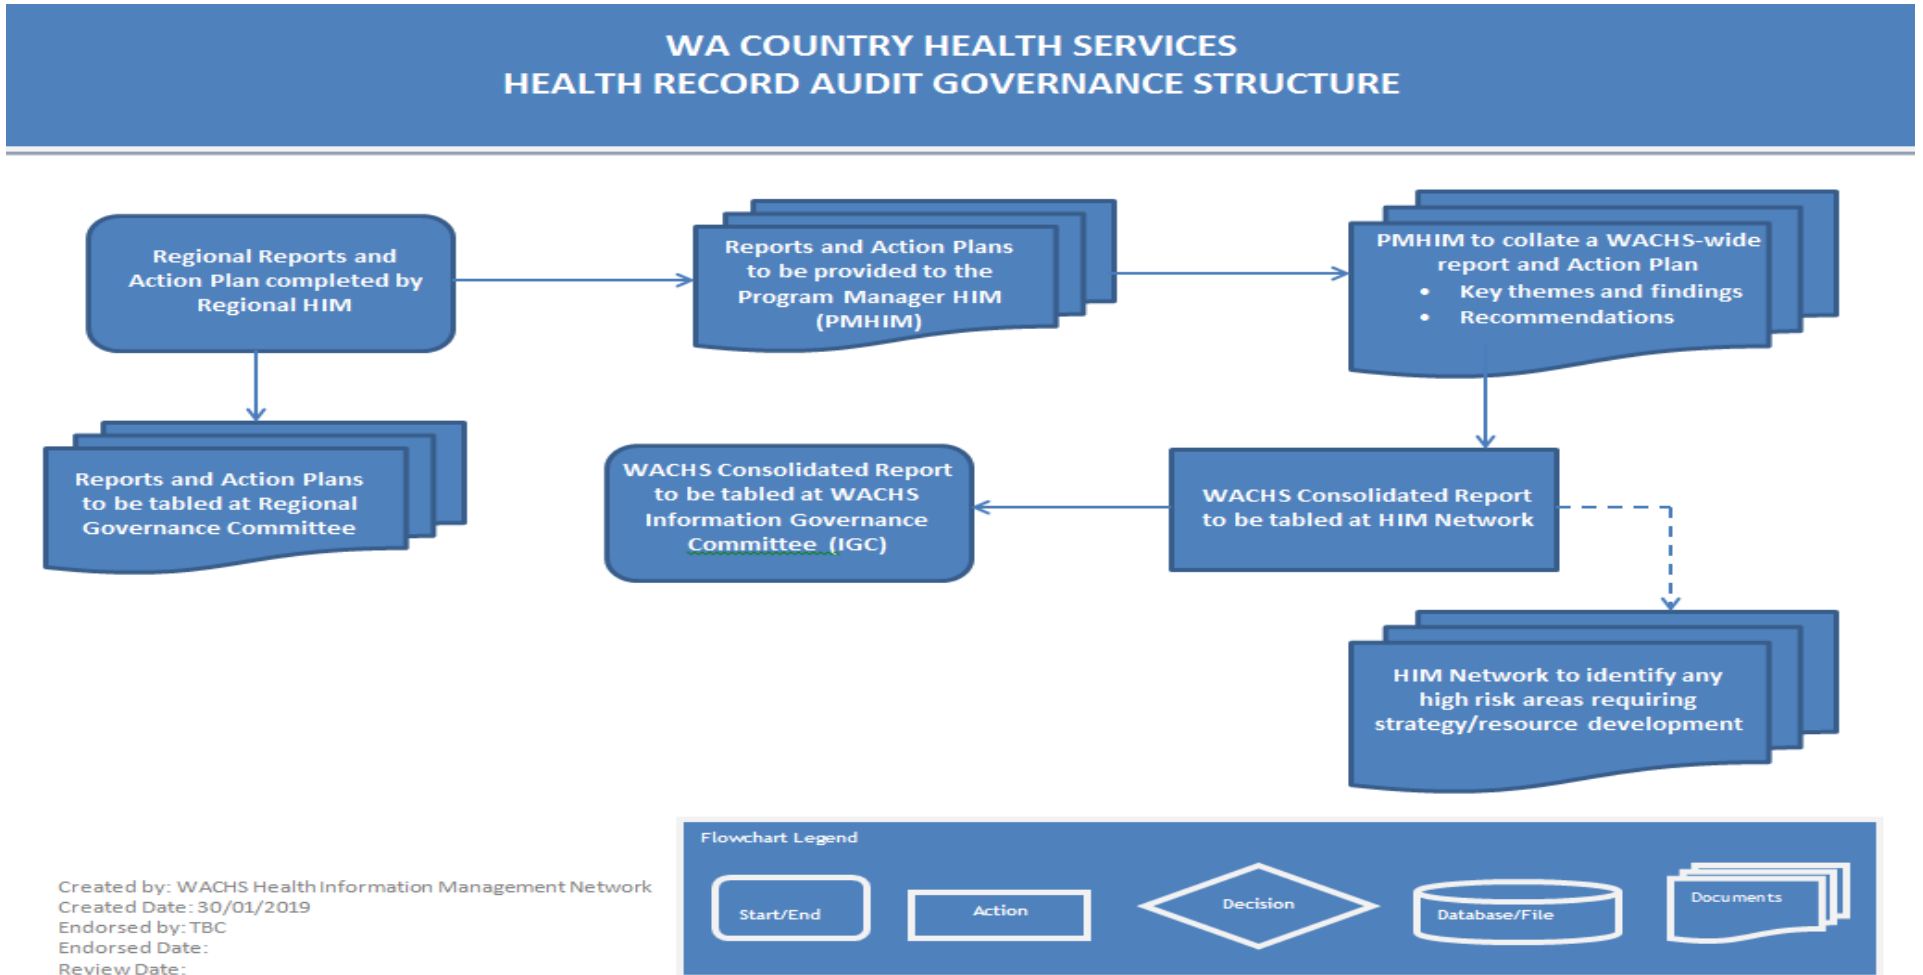 WA COUNTRY HEALTH SERVICES
HEALTH RECORD AUDIT GOVERNANCE STRUCTURE
Regional Reports and
Action Plan completed by
Regional HIM
Reports and Action Plans
to be provided to the
Program Manager HIM
(PMHIM)
PMHIM to collate a WACHS-wide
report and Action Plan
• Key themes and findings
• Recommendations
Reports and Action Plans
to be tabled at Regional
Governance Committee
WACHS Consolidated Report
to be tabled at WACHS
Information Governance
Committee (IGC)
WACHS Consolidated Report
to be tabled at HIM Network
HIM Network to identify any
high risk areas requiring
strategy/resource development
Flowchart Legend
Start/End
Action
Decision
Database/File
Documents
Created by: WACHS Health Information Management Network
Created Date: 30/01/2019
Endorsed by: TBC
Endorsed Date:
Review Date: